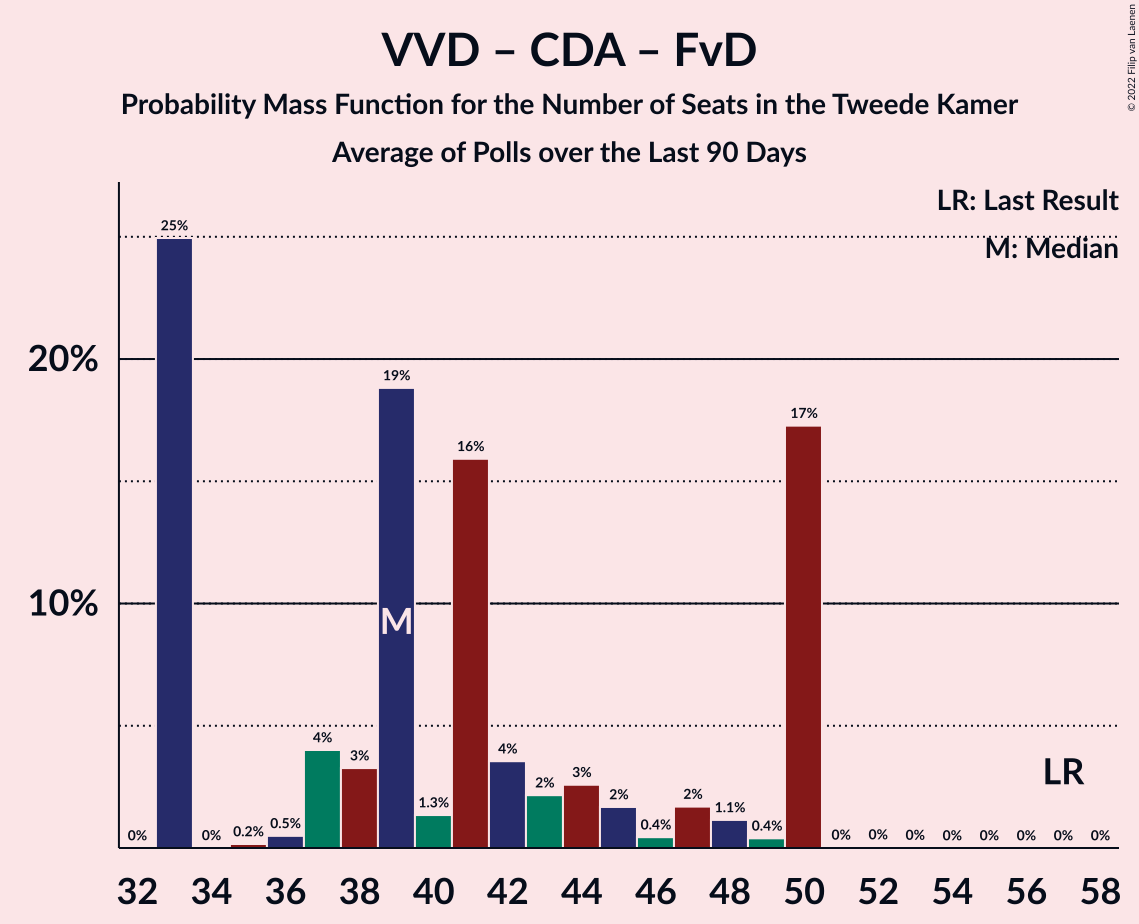 VVD – CDA – FvD
Probability Mass Function for the Number of Seats in the Tweede Kamer
Average of Polls over the Last 90 Days
© 2022 Filip van Laenen
LR: Last Result
M: Median
25%
20%
19%
17%
16%
10%
M
4%
4%
3%
3%
2%
2%
2%
1.3%
1.1%
0.5%
0.4%
0.4%
0.2%
0% 0% 0% 0% 0% 0% 0% 0% 0% 0%
LR
32 34 36 38 40 42 44 46 48 50 52 54 56 58